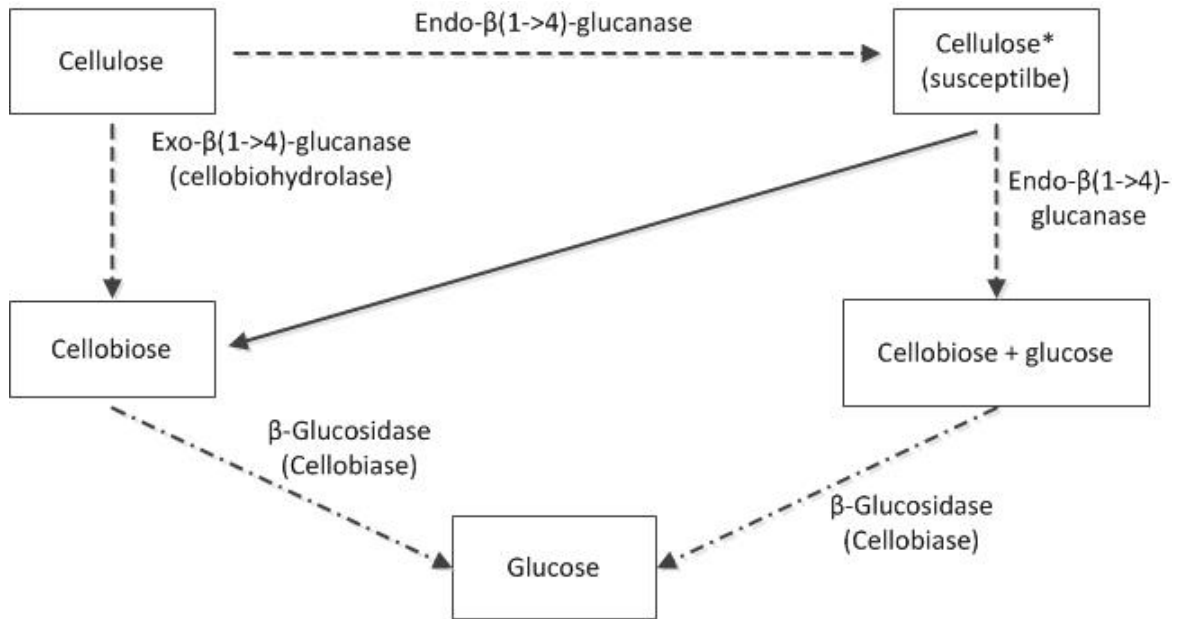 Endo-β(1->4)-glucanase
Cellulose
Cellulose*
(susceptilbe)
Exo-β(1->4)-glucanase
(cellobiohydrolase)
Endo-β(1->4)-
glucanase
Cellobiose
Cellobiose + glucose
β-Glucosidase
(Cellobiase)
β-Glucosidase
(Cellobiase)
Glucose